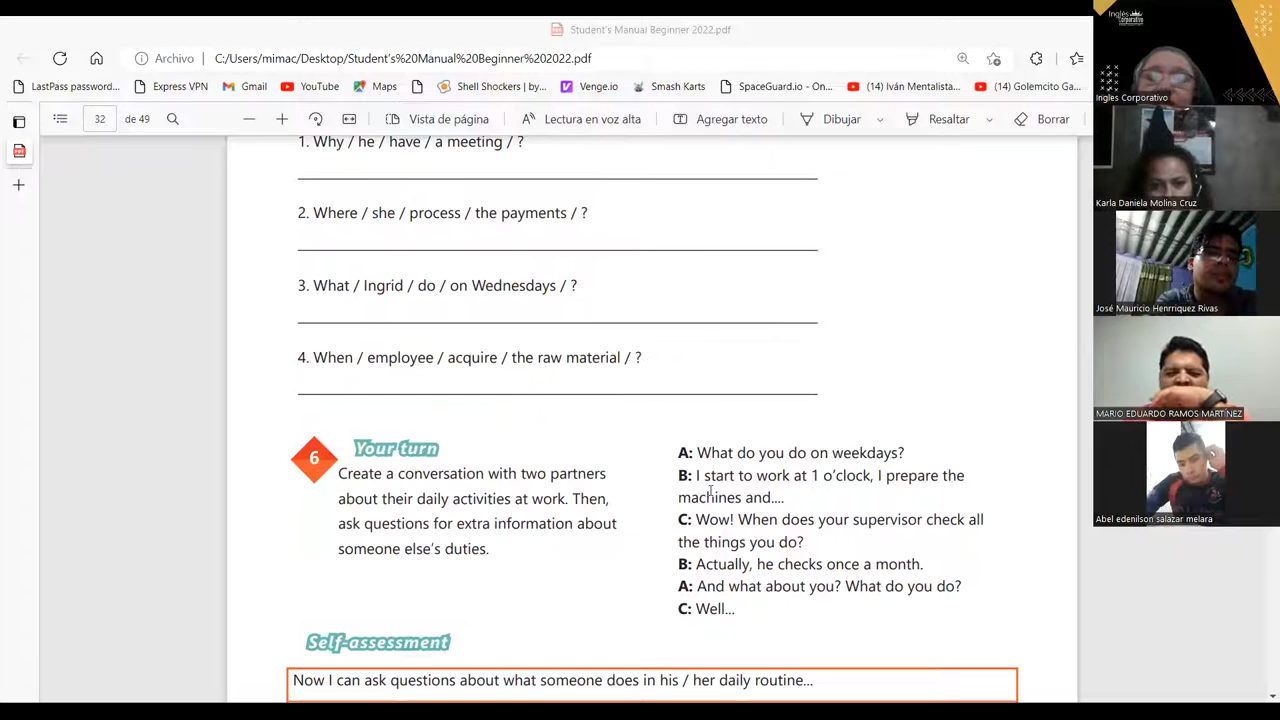 Student's Manual Beginner 2022.pdf
Archivo
C:/Users/mimac/Desktop/Student's%20Manual%20Beginner%202022.pdf
LastPass password...
Express VPN
Gmail
YouTube
Maps
Shell Shockers | by...
Venge.io
Smash Karts
SpaceGuard.io - On...
(14) Iván Mentalista...
(14) Golemcito Ga...
32
de 49
Vista de página
Lectura en voz alta
Agregar texto
Dibujar
Resaltar
Borrar
1. Why / he / have / a meeting / ?
2. Where / she / process / the payments / ?
3. What / Ingrid / do / on Wednesdays / ?
4. When / employee / acquire / the raw material / ?
6
Your turn
Create a conversation with two partners
about their daily activities at work. Then,
ask questions for extra information about
someone else's duties.
A: What do you do on weekdays?
B: I start to work at 1 o'clock, I prepare the
machines and....
C: Wow! When does your supervisor check all
the things you do?
B: Actually, he checks once a month.
A: And what about you? What do you do?
C: Well...
Self-assessment
Now I can ask questions about what someone does in his / her daily routine...
Inglés
Corporativo
Inglés Corporativo
Karla Daniela Molina Cruz
José Mauricio Henrriquez Rivas
MARIO EDUARDO RAMOS MARTÍNEZ
Abel edenilson salazar melara